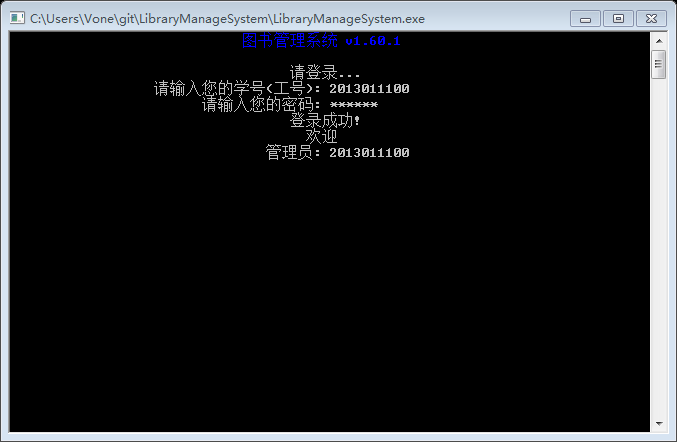 C:\Users\Vone\git\LibraryManageSystem\LibraryManageSystem.exe
图书管理系统 v1.60.1
请登录...
请输入您的学号(工号): 2013011100
请输入您的密码: ******
登录成功!
欢迎
管理员: 2013011100